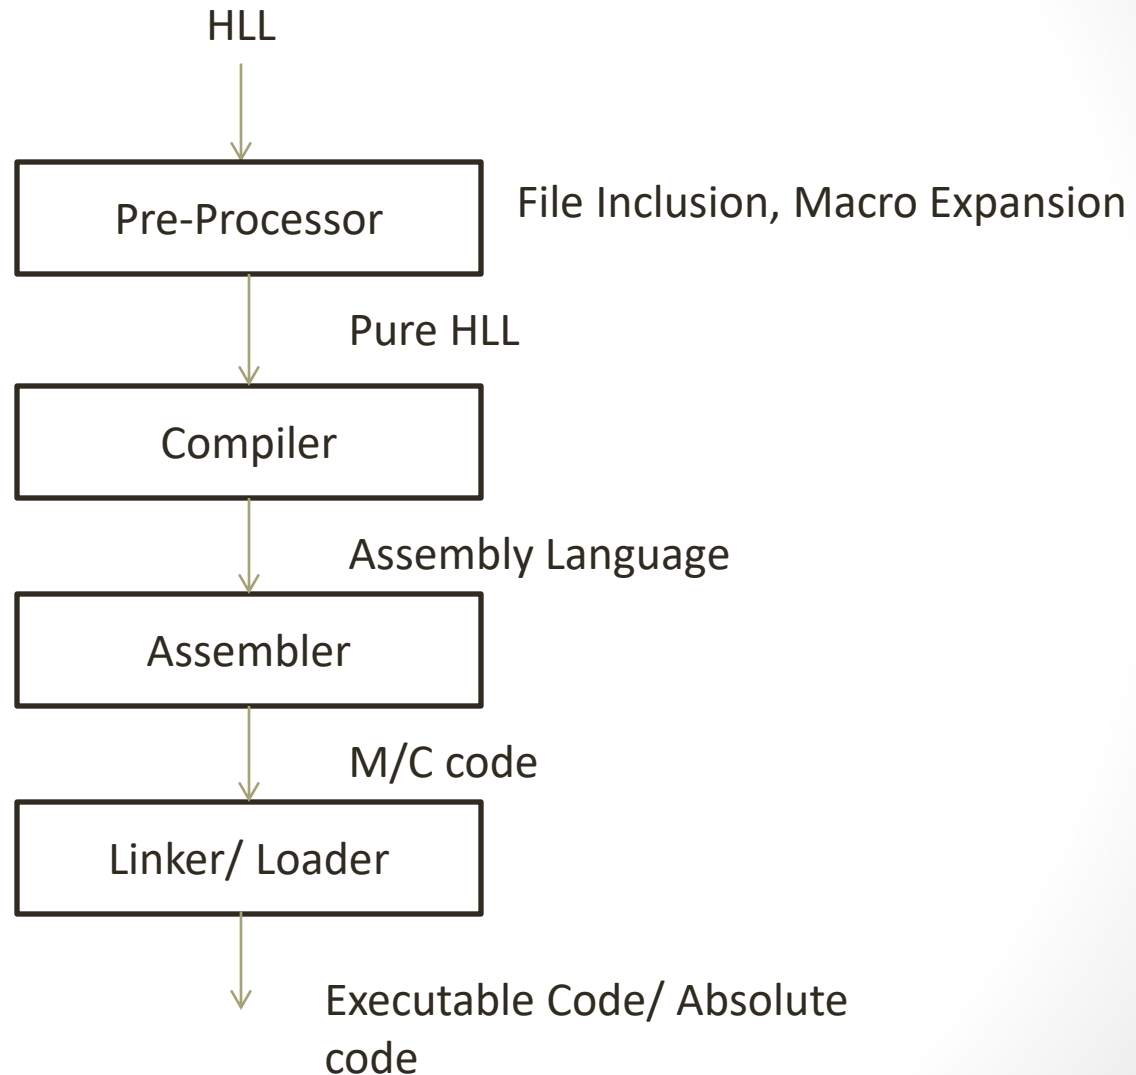 HLL
Pre-Processor
File Inclusion, Macro Expansion
Pure HLL
Compiler
Assembly Language
Assembler
M/C code
Linker/ Loader
Executable Code/ Absolute
code